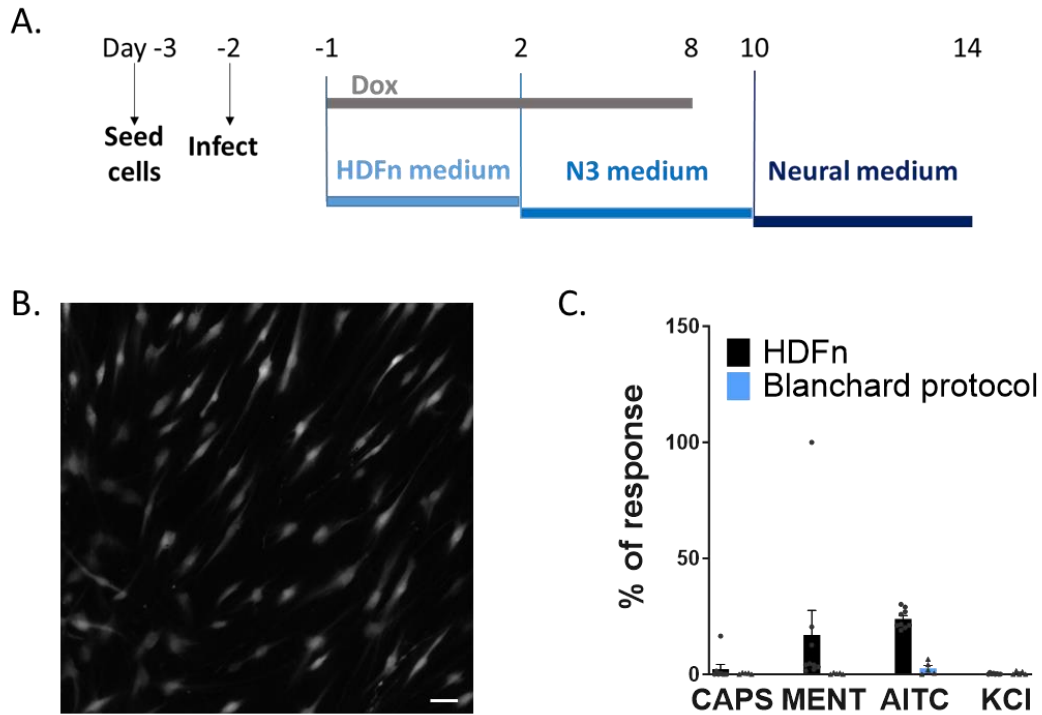 A.
Day -3 -2 -1 2 8 10 14
Dox
Seed
cells
Infect
HDFn medium
N3 medium
Neural medium
B.
C.
HDFn
Blanchard protocol
% of response
150
100
50
0
CAPS MENT AITC KCl